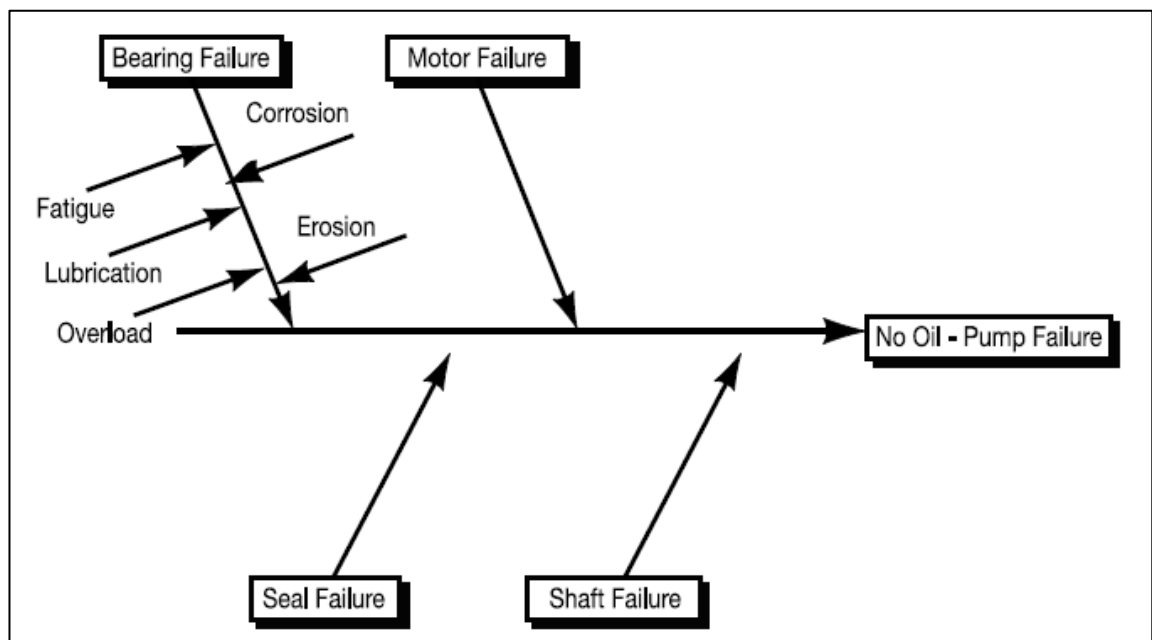 Bearing Failure
Motor Failure
Corrosion
Fatigue
Erosion
Lubrication
Overload
No Oil - Pump Failure
Seal Failure
Shaft Failure